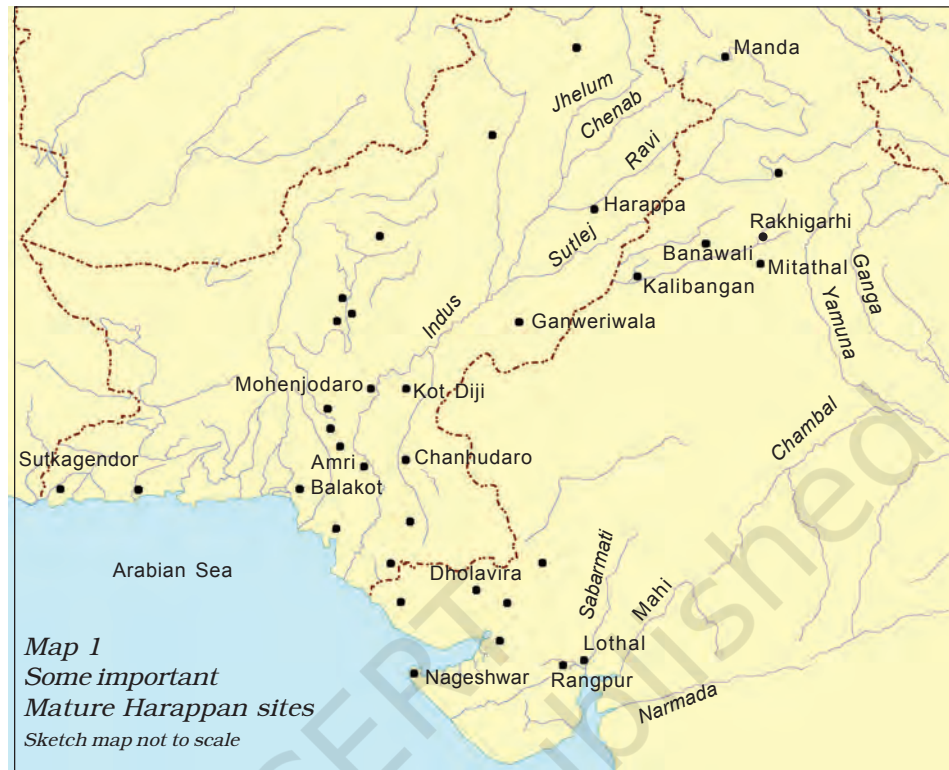 Manda
Jhelum
Chenab
Ravi
Harappa
Sutlej
Rakhigarhi
Banawali
Mitathal
Kalibangan
Ganga
Yamuna
Indus
Ganweriwala
Mohenjodaro
Kot Diji
Chambal
Sutkagendor
Amri
Chanhudaro
Balakot
Arabian Sea
Dholavira
Sabarmati
Mahi
Lothal
Nageshwar
Rangpur
Narmada
Map 1
Some important
Mature Harappan sites
Sketch map not to scale